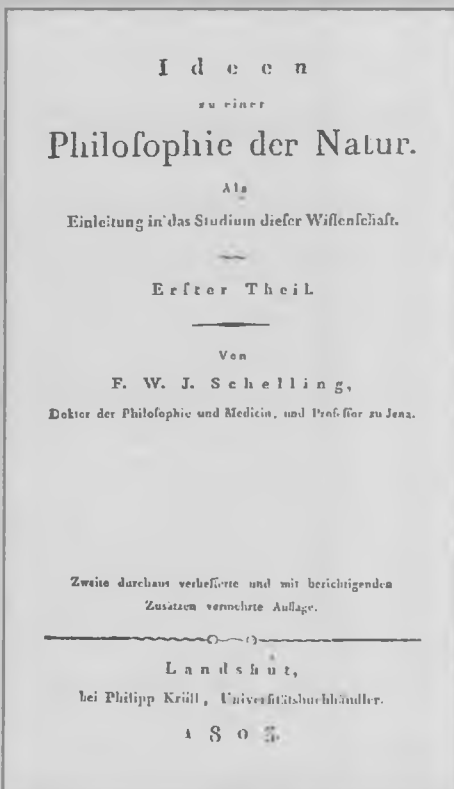 Ideen
zu einer
Philoſophie der Natur.
Als
Einleitung in das Studium dieſer Wiſſenſchaft.
Erſter Theil.
Von
F. W. J. Schelling,
Doktor der Philoſophie und Medicin, und Profeſſor zu Jena.
Zweite durchaus verbeſſerte und mit berichtigenden
Zusätzen vermehrte Auflage.
Landshut,
bei Philipp Krüll, Univerſitätsbuchhändler.